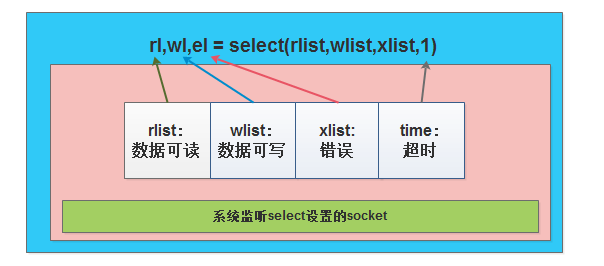 rl,wl,el = select(rlist,wlist,xlist,1)
rlist: wlist: xlist: time:
数据可读 数据可写 错误 超时
系统监听select设置的socket